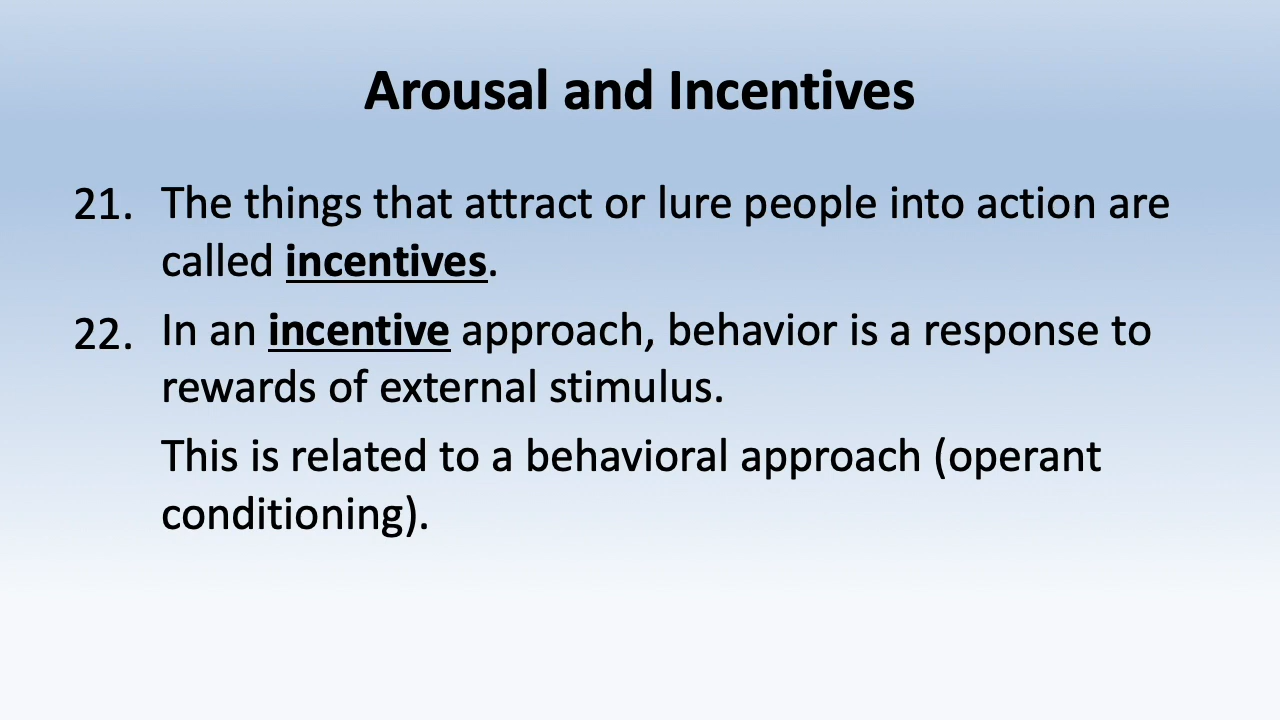 Arousal and Incentives
21. The things that attract or lure people into action are
called incentives.
22. In an incentive approach, behavior is a response to
rewards of external stimulus.
This is related to a behavioral approach (operant
conditioning).